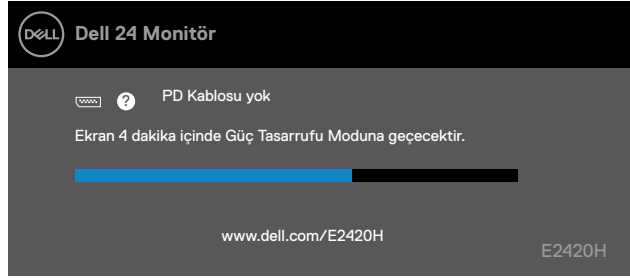 DELL Dell 24 Monitör
? PD Kablosu yok
Ekran 4 dakika içinde Güç Tasarrufu Moduna geçecektir.
www.dell.com/E2420H
E2420H